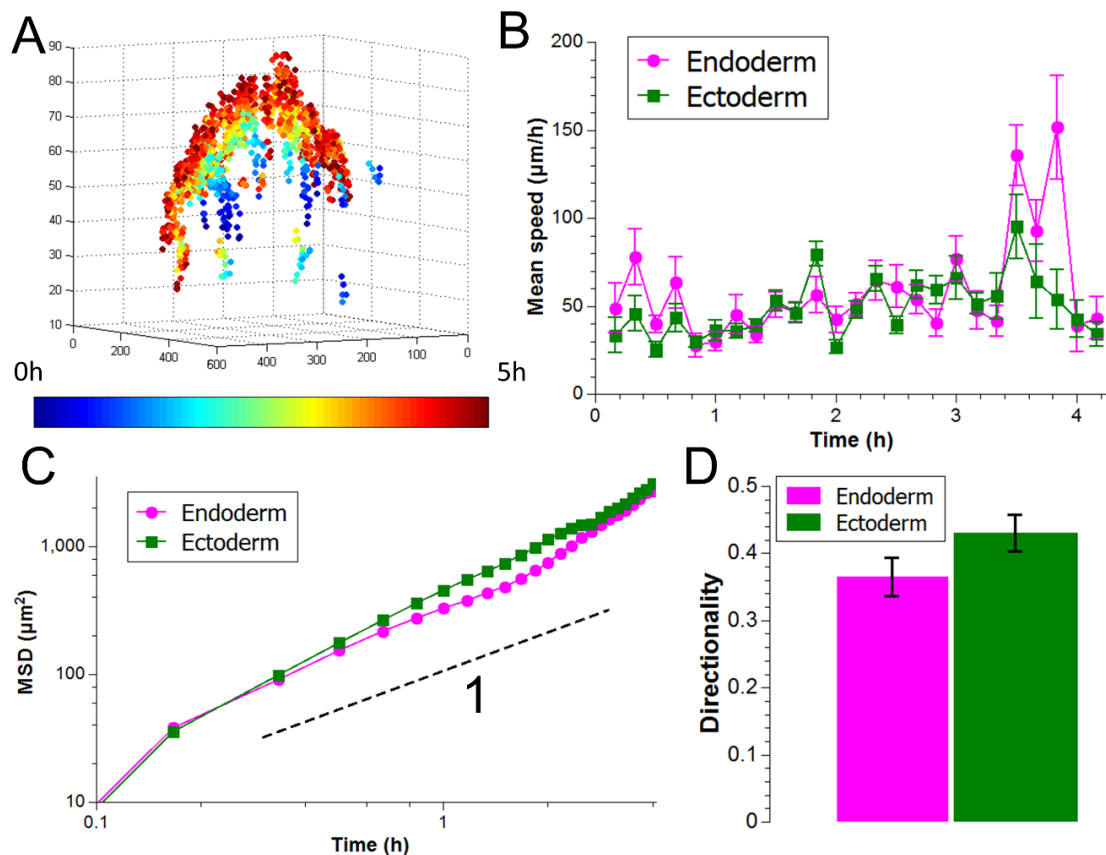 A
90
80
70
60
50
40
30
20
10
0
200
400
600
400
300
200
100
0
0h
5h
B
200
150
100
50
0
Mean speed (µm/h)
Endoderm
Ectoderm
0
1
2
3
4
Time (h)
C
Endoderm
Ectoderm
1,000
100
10
MSD (µm²)
1
0.1
1
Time (h)
D
0.5
0.4
0.3
0.2
0.1
0
Directionality
Endoderm
Ectoderm